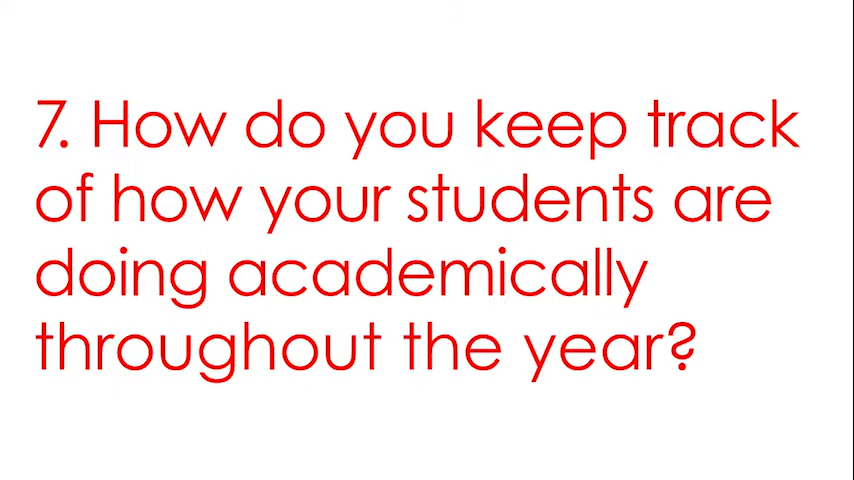 7. How do you keep track
of how your students are
doing academically
throughout the year?